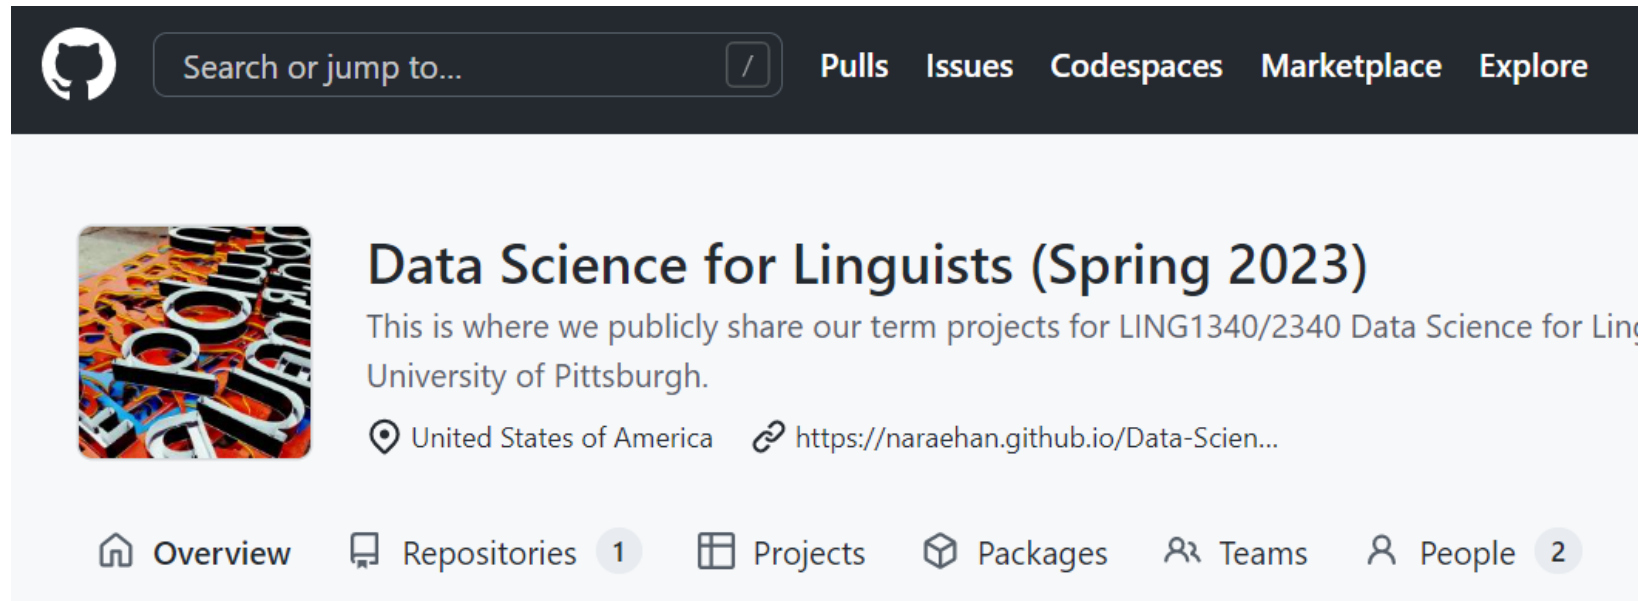 Search or jump to... /
Pulls Issues Codespaces Marketplace Explore
Data Science for Linguists (Spring 2023)
This is where we publicly share our term projects for LING1340/2340 Data Science for
University of Pittsburgh.
United States of America https://naraehan.github.io/Data-Scien...
Overview Repositories 1 Projects Packages Teams People 2